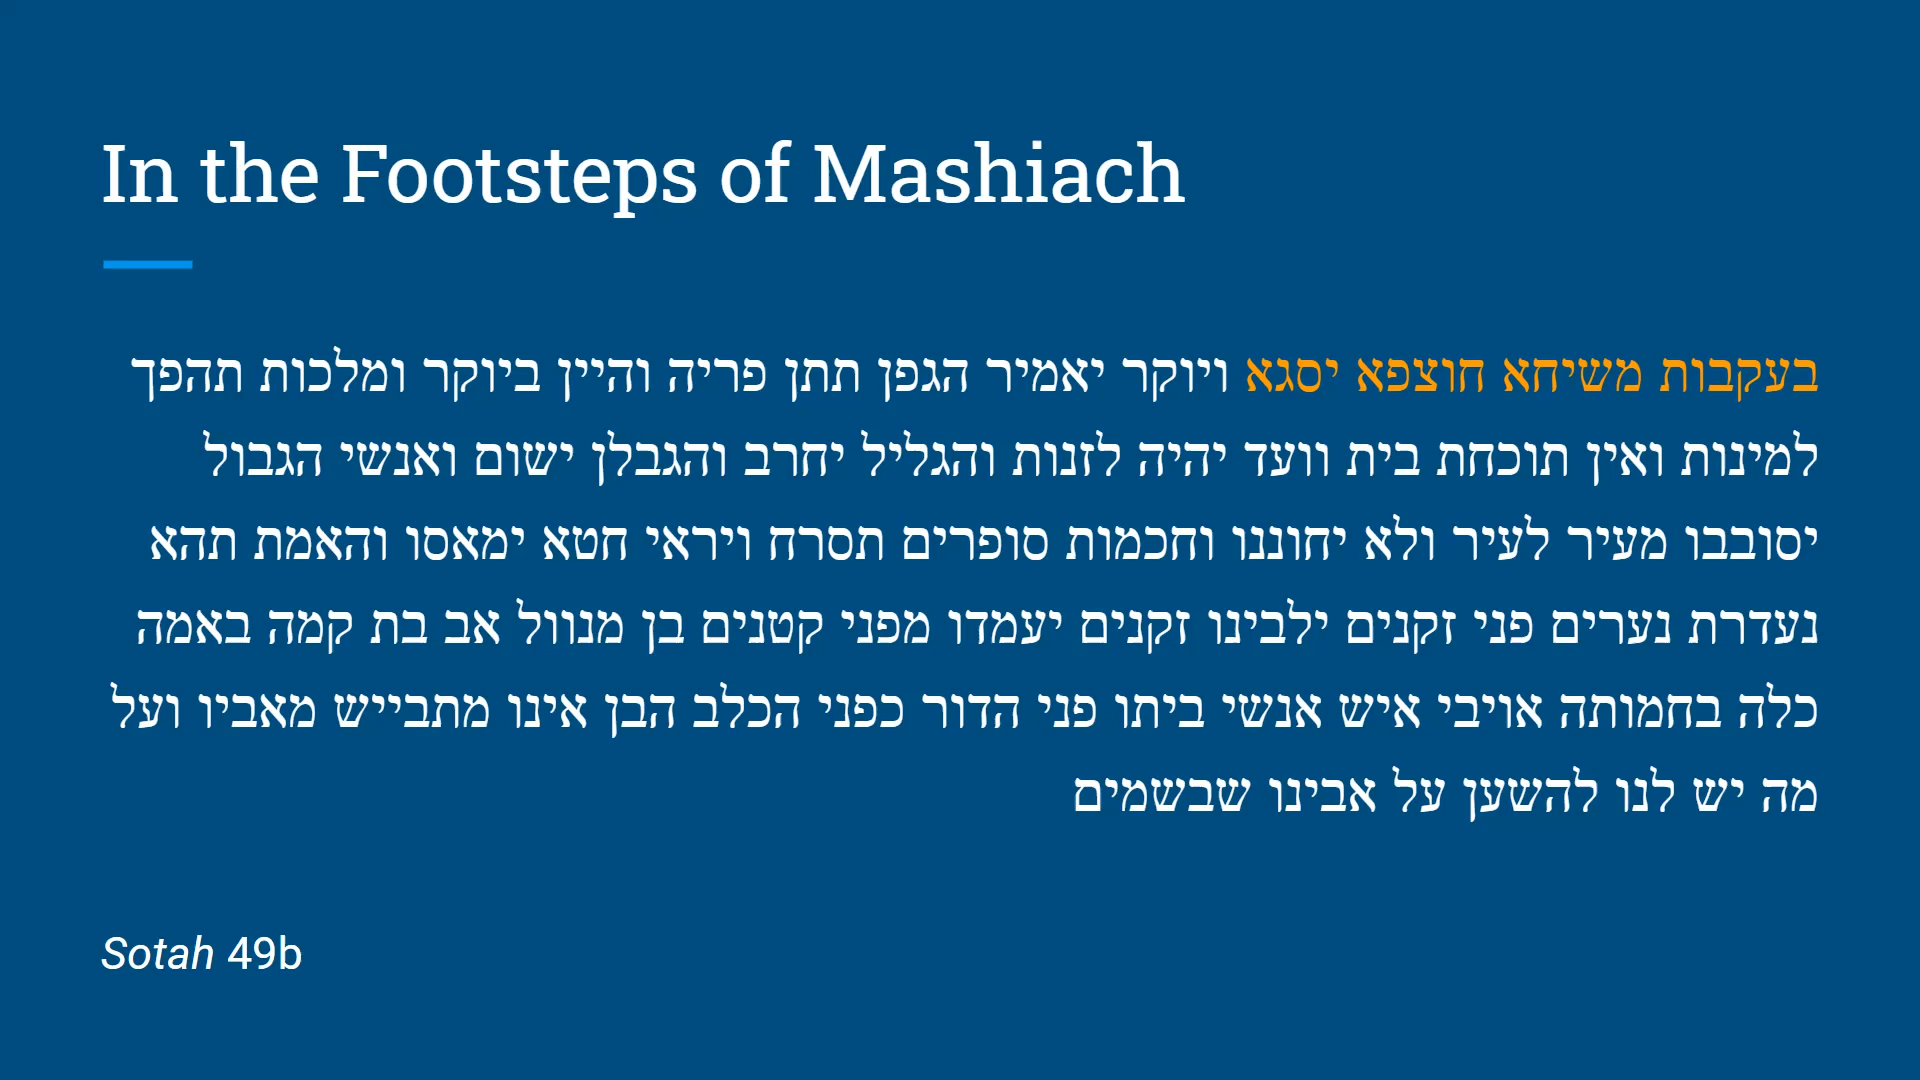 In the Footsteps of Mashiach
בעקבות משיחא חוצפא יסגא ויוקר יאמיר הגפן תתן פריה והיין ביוקר ומלכות תהפך
למינות ואין תוכחת בית וועד יהיה לזנות והגליל יחרב והגבלן ישום ואנשי הגבול
יסובבו מעיר לעיר ולא יחוננו וחכמות סופרים תסרח ויראי חטא ימאסו והאמת תהא
נעדרת נערים פני זקנים ילבינו זקנים יעמדו מפני קטנים בן מנוול אב בת קמה באמה
כלה בחמותה אויבי איש אנשי ביתו פני הדור כפני הכלב הבן אינו מתבייש מאביו ועל
מה יש לנו להשען על אבינו שבשמים
Sotah 49b